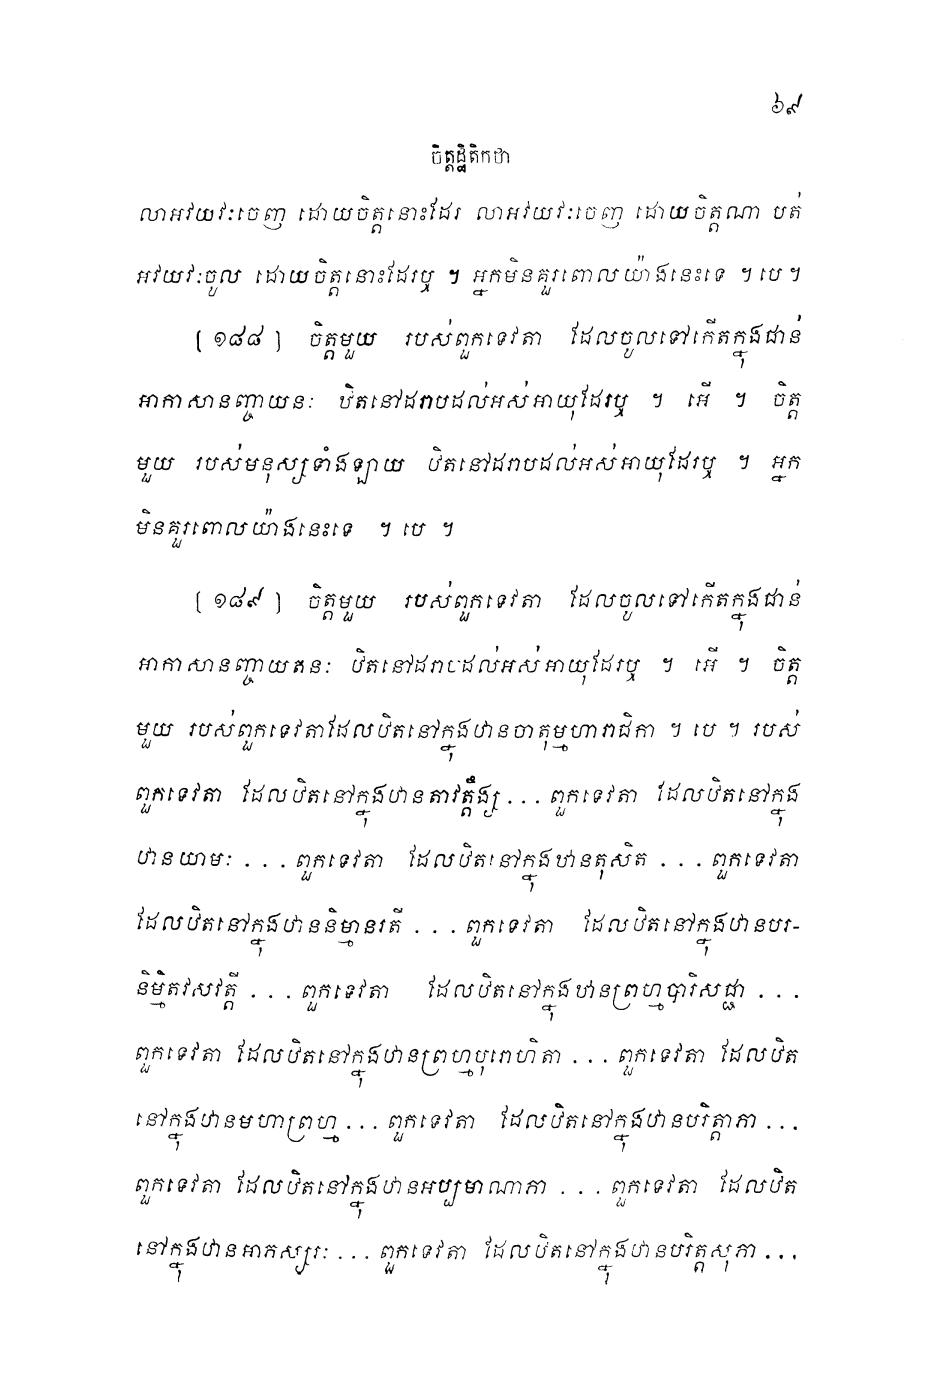 ៦៩
ចិត្តដ្ឋិតិកថា
លាអវយវៈចេញ ដោយចិត្តនោះដែរ លាអវយវៈចេញ ដោយចិត្តណា បត់
អវយវៈចូល ដោយចិត្តនោះដែរឬ ។ អ្នកមិនគួរពោលយ៉ាងនេះទេ ។ បេ ។
[ ១៨៨ ] ចិត្តមួយ របស់ពួកទេវតា ដែលចូលទៅកើតក្នុងជាន់
អាកាសានញ្ចាយនៈ ឋិតនៅដរាបដល់អស់អាយុដែរឬ ។ អើ ។ ចិត្ត
មួយ របស់មនុស្សទាំងឡាយ ឋិតនៅដរាបដល់អស់អាយុដែរឬ ។ អ្នក
មិនគួរពោលយ៉ាងនេះទេ ។ បេ ។
[ ១៨៩ ] ចិត្តមួយ របស់ពួកទេវតា ដែលចូលទៅកើតក្នុងជាន់
អាកាសានញ្ចាយតនៈ ឋិតនៅដរាបដល់អស់អាយុដែរឬ ។ អើ ។ ចិត្ត
មួយ របស់ពួកទេវតាដែលឋិតនៅក្នុងឋានចាតុម្មហារាជិកា ។ បេ ។ របស់
ពួកទេវតា ដែលឋិតនៅក្នុងឋានតាវត្តឹង្ស ... ពួកទេវតា ដែលឋិតនៅក្នុង
ឋានយាមៈ ... ពួកទេវតា ដែលឋិតនៅក្នុងឋានតុសិត ... ពួកទេវតា
ដែលឋិតនៅក្នុងឋាននិម្មានរតី ... ពួកទេវតា ដែលឋិតនៅក្នុងឋានបរ-
និម្មិតវសវត្តី ... ពួកទេវតា ដែលឋិតនៅក្នុងឋានព្រហ្មបារិសជ្ជា ...
ពួកទេវតា ដែលឋិតនៅក្នុងឋានព្រហ្មបុរោហិតា ... ពួកទេវតា ដែលឋិត
នៅក្នុងឋានមហាព្រហ្ម ... ពួកទេវតា ដែលឋិតនៅក្នុងឋានបរិត្តាភា ...
ពួកទេវតា ដែលឋិតនៅក្នុងឋានអប្បមាណាភា ... ពួកទេវតា ដែលឋិត
នៅក្នុងឋានអាភស្សរៈ ... ពួកទេវតា ដែលឋិតនៅក្នុងឋានបរិត្តសុភា ...